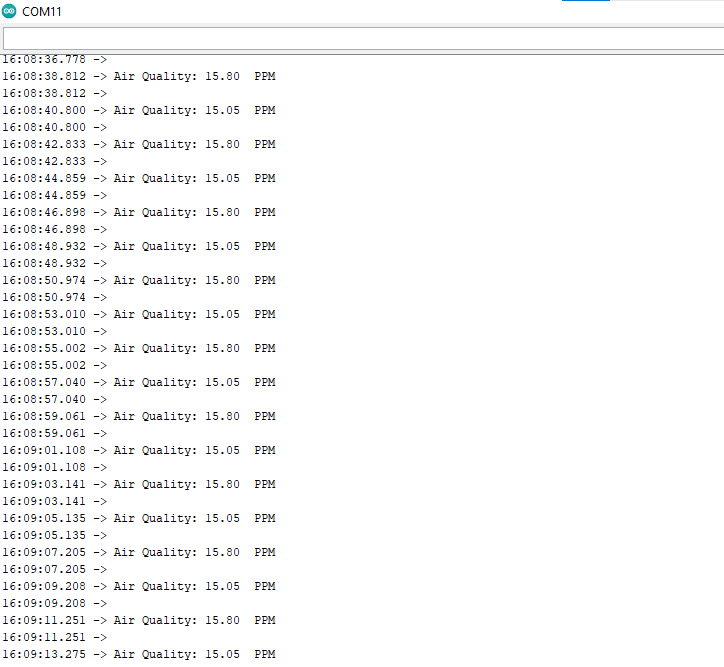 COM11
16:08:36.778 ->
16:08:38.812 -> Air Quality: 15.80  PPM
16:08:38.812 ->
16:08:40.800 -> Air Quality: 15.05  PPM
16:08:40.800 ->
16:08:42.833 -> Air Quality: 15.80  PPM
16:08:42.833 ->
16:08:44.859 -> Air Quality: 15.05  PPM
16:08:44.859 ->
16:08:46.898 -> Air Quality: 15.80  PPM
16:08:46.898 ->
16:08:48.932 -> Air Quality: 15.05  PPM
16:08:48.932 ->
16:08:50.974 -> Air Quality: 15.80  PPM
16:08:50.974 ->
16:08:53.010 -> Air Quality: 15.05  PPM
16:08:53.010 ->
16:08:55.002 -> Air Quality: 15.80  PPM
16:08:55.002 ->
16:08:57.040 -> Air Quality: 15.05  PPM
16:08:57.040 ->
16:08:59.061 -> Air Quality: 15.80  PPM
16:08:59.061 ->
16:09:01.108 -> Air Quality: 15.05  PPM
16:09:01.108 ->
16:09:03.141 -> Air Quality: 15.80  PPM
16:09:03.141 ->
16:09:05.135 -> Air Quality: 15.05  PPM
16:09:05.135 ->
16:09:07.205 -> Air Quality: 15.80  PPM
16:09:07.205 ->
16:09:09.208 -> Air Quality: 15.05  PPM
16:09:09.208 ->
16:09:11.251 -> Air Quality: 15.80  PPM
16:09:11.251 ->
16:09:13.275 -> Air Quality: 15.05  PPM